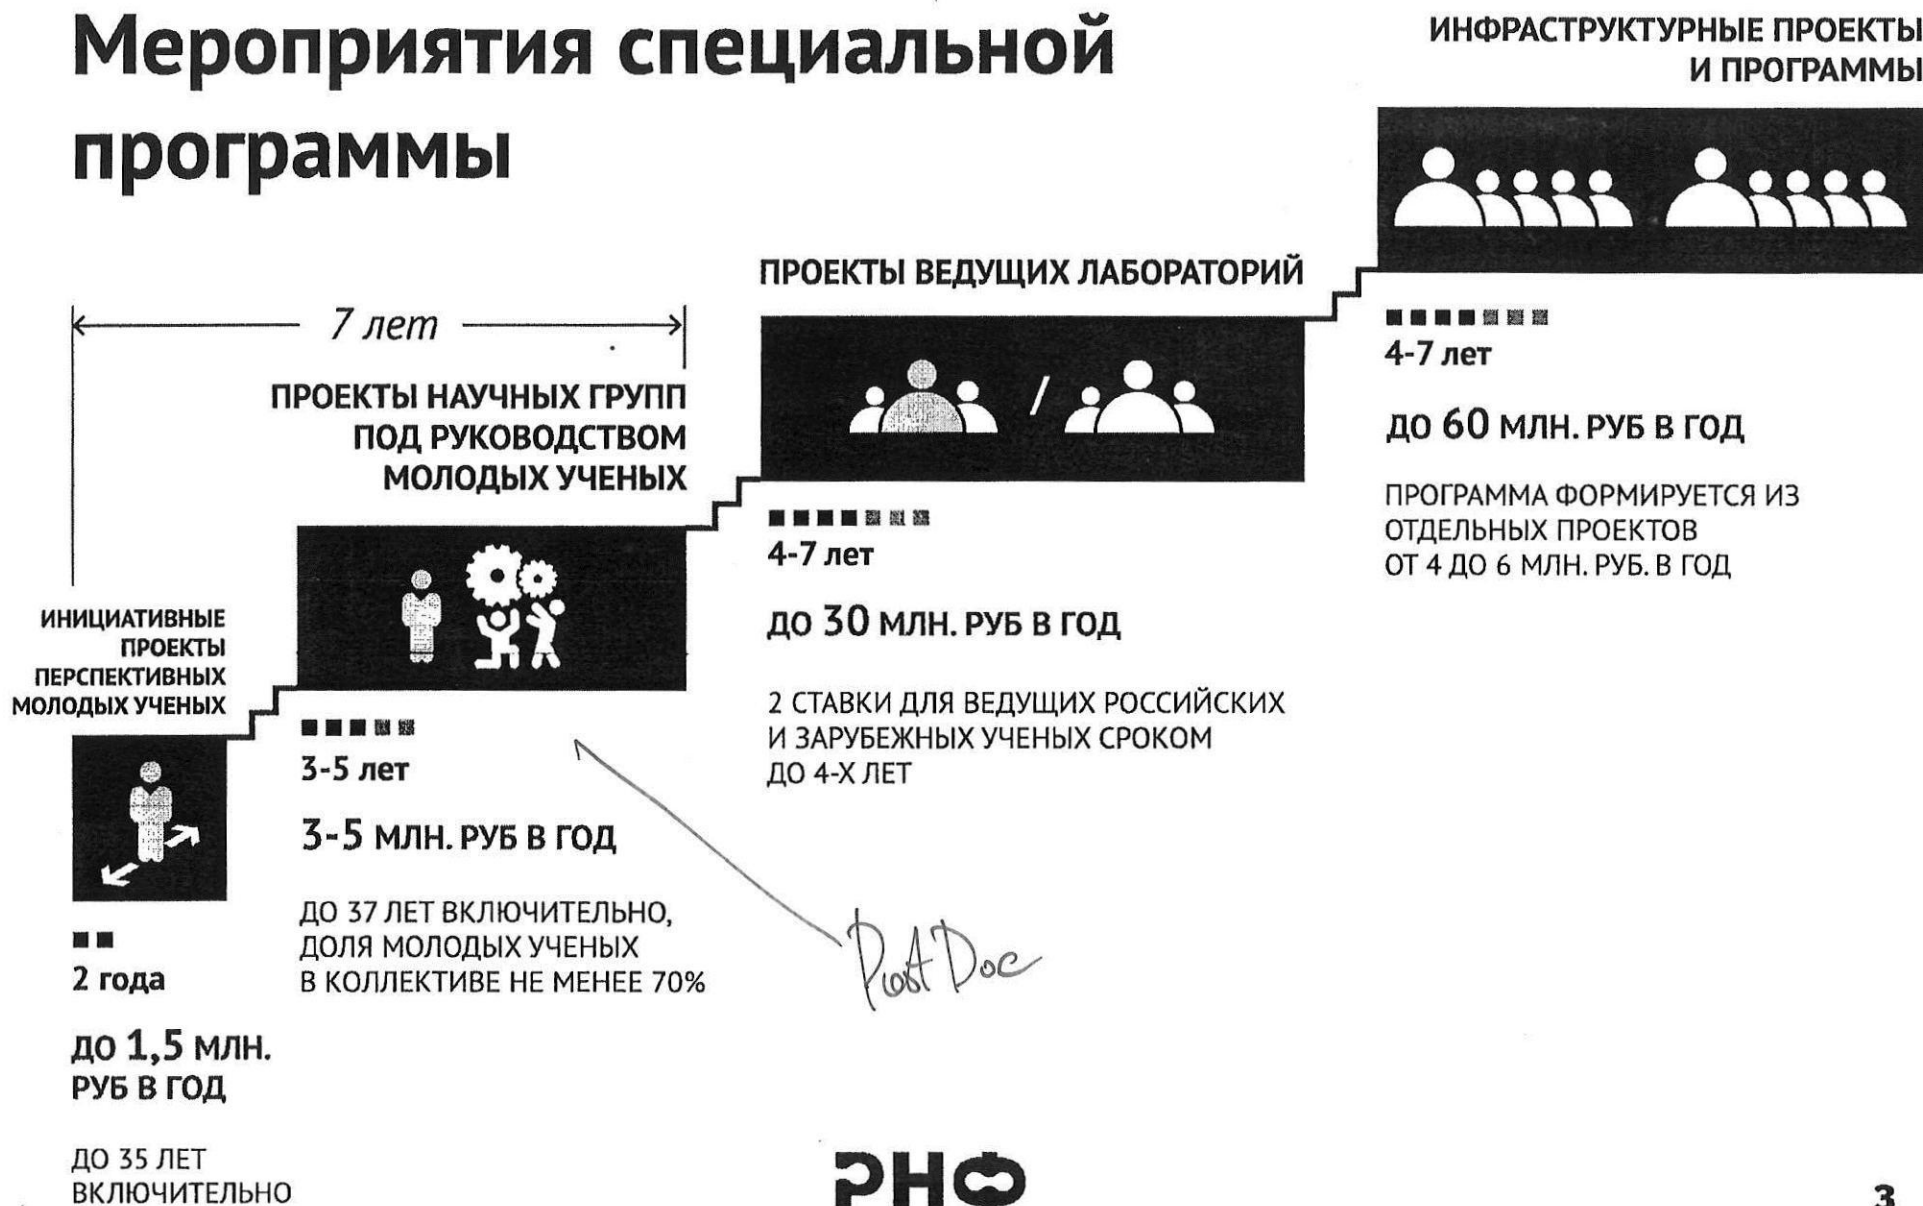 Мероприятия специальной
программы
ИНФРАСТРУКТУРНЫЕ ПРОЕКТЫ
И ПРОГРАММЫ
4-7 лет
ДО 60 МЛН. РУБ В ГОД
ПРОГРАММА ФОРМИРУЕТСЯ ИЗ
ОТДЕЛЬНЫХ ПРОЕКТОВ
ОТ 4 ДО 6 МЛН. РУБ. В ГОД
ПРОЕКТЫ ВЕДУЩИХ ЛАБОРАТОРИЙ
/
4-7 лет
ДО 30 МЛН. РУБ В ГОД
2 СТАВКИ ДЛЯ ВЕДУЩИХ РОССИЙСКИХ
И ЗАРУБЕЖНЫХ УЧЕНЫХ СРОКОМ
ДО 4-Х ЛЕТ
7 лет
ПРОЕКТЫ НАУЧНЫХ ГРУПП
ПОД РУКОВОДСТВОМ
МОЛОДЫХ УЧЕНЫХ
3-5 лет
3-5 МЛН. РУБ В ГОД
ДО 37 ЛЕТ ВКЛЮЧИТЕЛЬНО,
ДОЛЯ МОЛОДЫХ УЧЕНЫХ
В КОЛЛЕКТИВЕ НЕ МЕНЕЕ 70%
Post Doc
ИНИЦИАТИВНЫЕ
ПРОЕКТЫ
ПЕРСПЕКТИВНЫХ
МОЛОДЫХ УЧЕНЫХ
2 года
ДО 1,5 МЛН.
РУБ В ГОД
ДО 35 ЛЕТ
ВКЛЮЧИТЕЛЬНО
РНФ
3